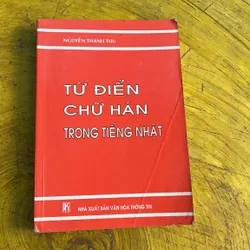 NGUYỄN THANH THU
TỪ ĐIỂN
CHỮ HÁN
TRONG TIẾNG NHẬT
NHÀ XUẤT BẢN VĂN HÓA THÔNG TIN